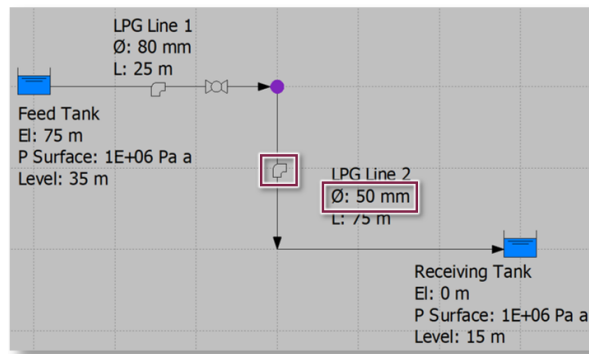 LPG Line 1
Ø: 80 mm
L: 25 m
Feed Tank
El: 75 m
P Surface: 1E+06 Pa a
Level: 35 m
LPG Line 2
Ø: 50 mm
L: 75 m
Receiving Tank
El: 0 m
P Surface: 1E+06 Pa a
Level: 15 m